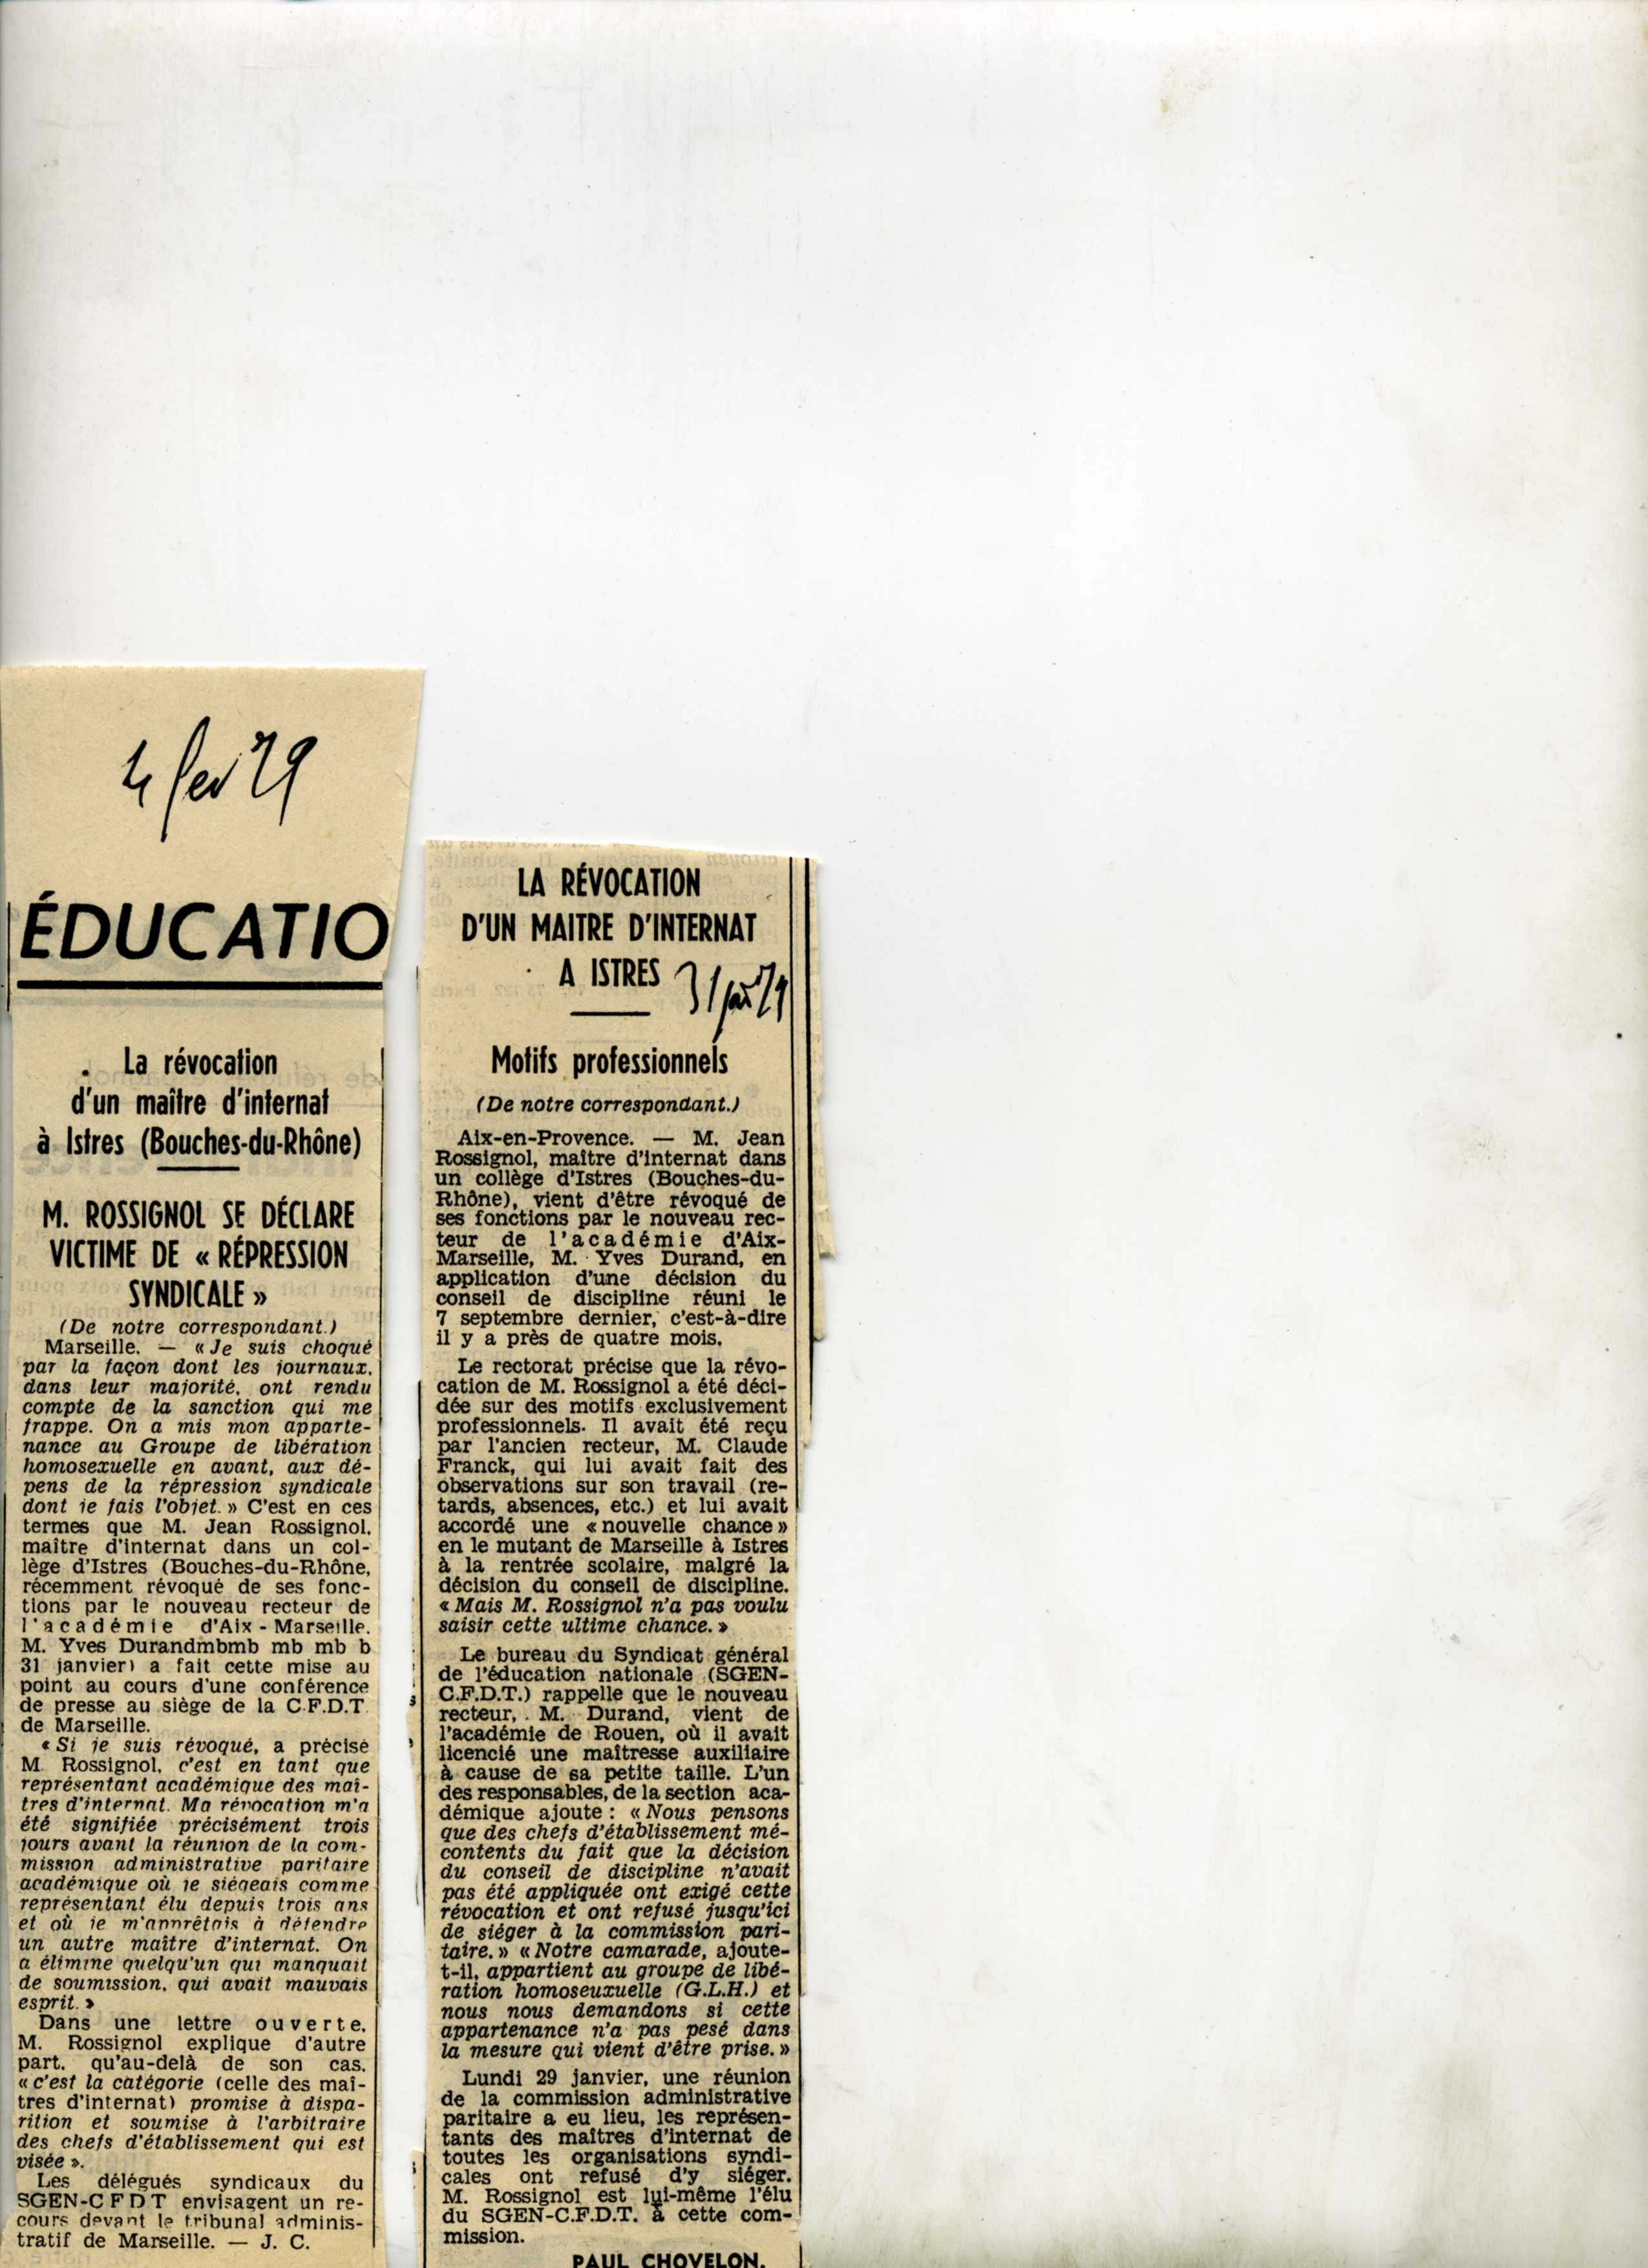 4 fev 79
ÉDUCATIO
La révocation
d'un maître d'internat
à Istres (Bouches-du-Rhône)
M. ROSSIGNOL SE DÉCLARE
VICTIME DE « RÉPRESSION
SYNDICALE »
(De notre correspondant.)
Marseille. — « Je suis choqué
par la façon dont les journaux,
dans leur majorité, ont rendu
compte de la sanction qui me
frappe. On a mis mon apparte-
nance au Groupe de libération
homosexuelle en avant, aux dé-
pens de la répression syndicale
dont je fais l'objet. » C'est en ces
termes que M. Jean Rossignol,
maître d'internat dans un col-
lège d'Istres (Bouches-du-Rhône,
récemment révoqué de ses fonc-
tions par le nouveau recteur de
l'académie d'Aix-Marseille.
M. Yves Durandmbmb mb mb b
31 janvier) a fait cette mise au
point au cours d'une conférence
de presse au siège de la C.F.D.T.
de Marseille.
« Si je suis révoqué, a précisé
M. Rossignol, c'est en tant que
représentant académique des maî-
tres d'internat. Ma révocation m'a
été signifiée précisément trois
jours avant la réunion de la com-
mission administrative paritaire
académique où je siégeais comme
représentant élu depuis trois ans
et où je m'apprêtais à défendre
un autre maître d'internat. On
a élimine quelqu'un qui manquait
de soumission, qui avait mauvais
esprit. »
Dans une lettre ouverte,
M. Rossignol explique d'autre
part, qu'au-delà de son cas,
« c'est la catégorie (celle des maî-
tres d'internat) promise à dispa-
rition et soumise à l'arbitraire
des chefs d'établissement qui est
visée ».
Les délégués syndicaux du
SGEN-C F D T envisagent un re-
cours devant le tribunal adminis-
tratif de Marseille. — J. C.
LA RÉVOCATION
D'UN MAITRE D'INTERNAT
A ISTRES
31 jan 79
Motifs professionnels
(De notre correspondant.)
Aix-en-Provence. — M. Jean
Rossignol, maître d'internat dans
un collège d'Istres (Bouches-du-
Rhône), vient d'être révoqué de
ses fonctions par le nouveau rec-
teur de l'académie d'Aix-
Marseille, M. Yves Durand, en
application d'une décision du
conseil de discipline réuni le
7 septembre dernier, c'est-à-dire
il y a près de quatre mois.
Le rectorat précise que la révo-
cation de M. Rossignol a été déci-
dée sur des motifs exclusivement
professionnels. Il avait été reçu
par l'ancien recteur, M. Claude
Franck, qui lui avait fait des
observations sur son travail (re-
tards, absences, etc.) et lui avait
accordé une « nouvelle chance »
en le mutant de Marseille à Istres
à la rentrée scolaire, malgré la
décision du conseil de discipline.
« Mais M. Rossignol n'a pas voulu
saisir cette ultime chance. »
Le bureau du Syndicat général
de l'éducation nationale (SGEN-
C.F.D.T.) rappelle que le nouveau
recteur, M. Durand, vient de
l'académie de Rouen, où il avait
licencié une maîtresse auxiliaire
à cause de sa petite taille. L'un
des responsables, de la section aca-
démique ajoute : « Nous pensons
que des chefs d'établissement mé-
contents du fait que la décision
du conseil de discipline n'avait
pas été appliquée ont exigé cette
révocation et ont refusé jusqu'ici
de siéger à la commission pari-
taire. » « Notre camarade, ajoute-
t-il, appartient au groupe de libé-
ration homoseuxuelle (G.L.H.) et
nous nous demandons si cette
appartenance n'a pas pesé dans
la mesure qui vient d'être prise. »
Lundi 29 janvier, une réunion
de la commission administrative
paritaire a eu lieu, les représen-
tants des maîtres d'internat de
toutes les organisations syndi-
cales ont refusé d'y siéger.
M. Rossignol est lui-même l'élu
du SGEN-C.F.D.T. à cette com-
mission.
PAUL CHOVELON.